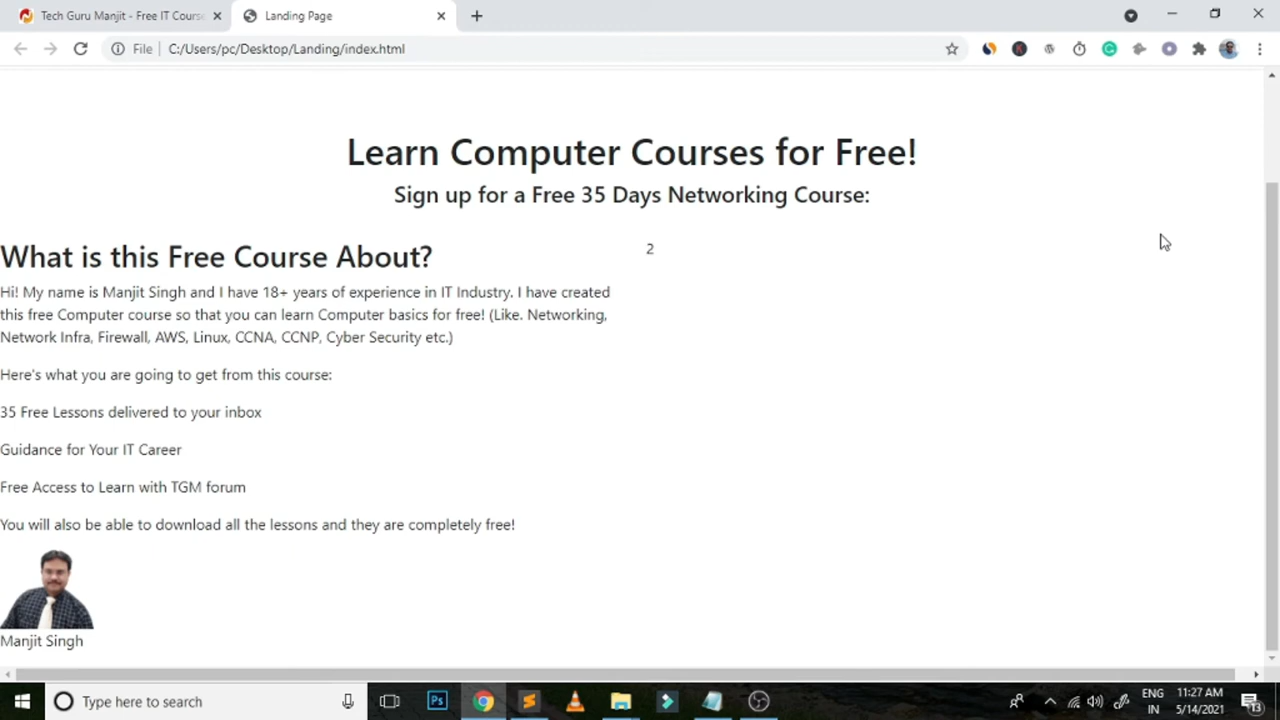 Tech Guru Manjit - Free IT Course
Landing Page
File
C:/Users/pc/Desktop/Landing/index.html
Learn Computer Courses for Free!
Sign up for a Free 35 Days Networking Course:
What is this Free Course About?
Hi! My name is Manjit Singh and I have 18+ years of experience in IT Industry. I have created
this free Computer course so that you can learn Computer basics for free! (Like. Networking,
Network Infra, Firewall, AWS, Linux, CCNA, CCNP, Cyber Security etc.)
Here's what you are going to get from this course:
35 Free Lessons delivered to your inbox
Guidance for Your IT Career
Free Access to Learn with TGM forum
You will also be able to download all the lessons and they are completely free!
Manjit Singh
2
Type here to search
Ps
ENG
IN
11:27 AM
5/14/2021
13